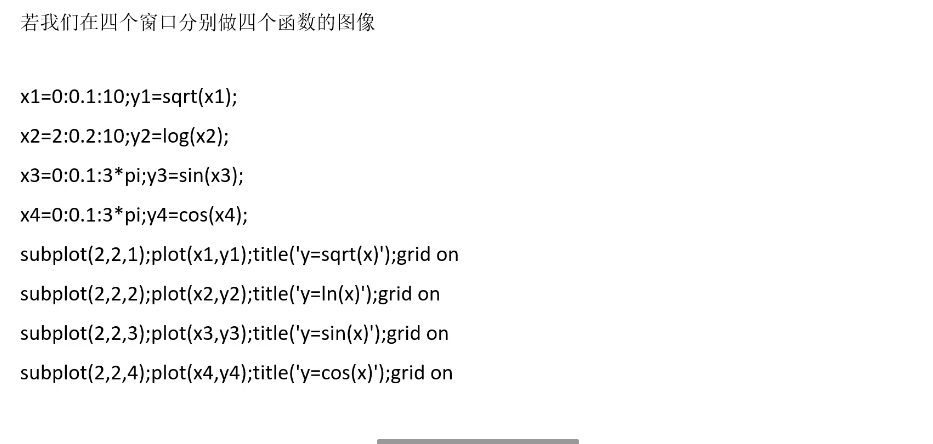 若我们在四个窗口分别做四个函数的图像
x1=0:0.1:10;y1=sqrt(x1);
x2=2:0.2:10;y2=log(x2);
x3=0:0.1:3*pi;y3=sin(x3);
x4=0:0.1:3*pi;y4=cos(x4);
subplot(2,2,1);plot(x1,y1);title('y=sqrt(x)');grid on
subplot(2,2,2);plot(x2,y2);title('y=ln(x)');grid on
subplot(2,2,3);plot(x3,y3);title('y=sin(x)');grid on
subplot(2,2,4);plot(x4,y4);title('y=cos(x)');grid on